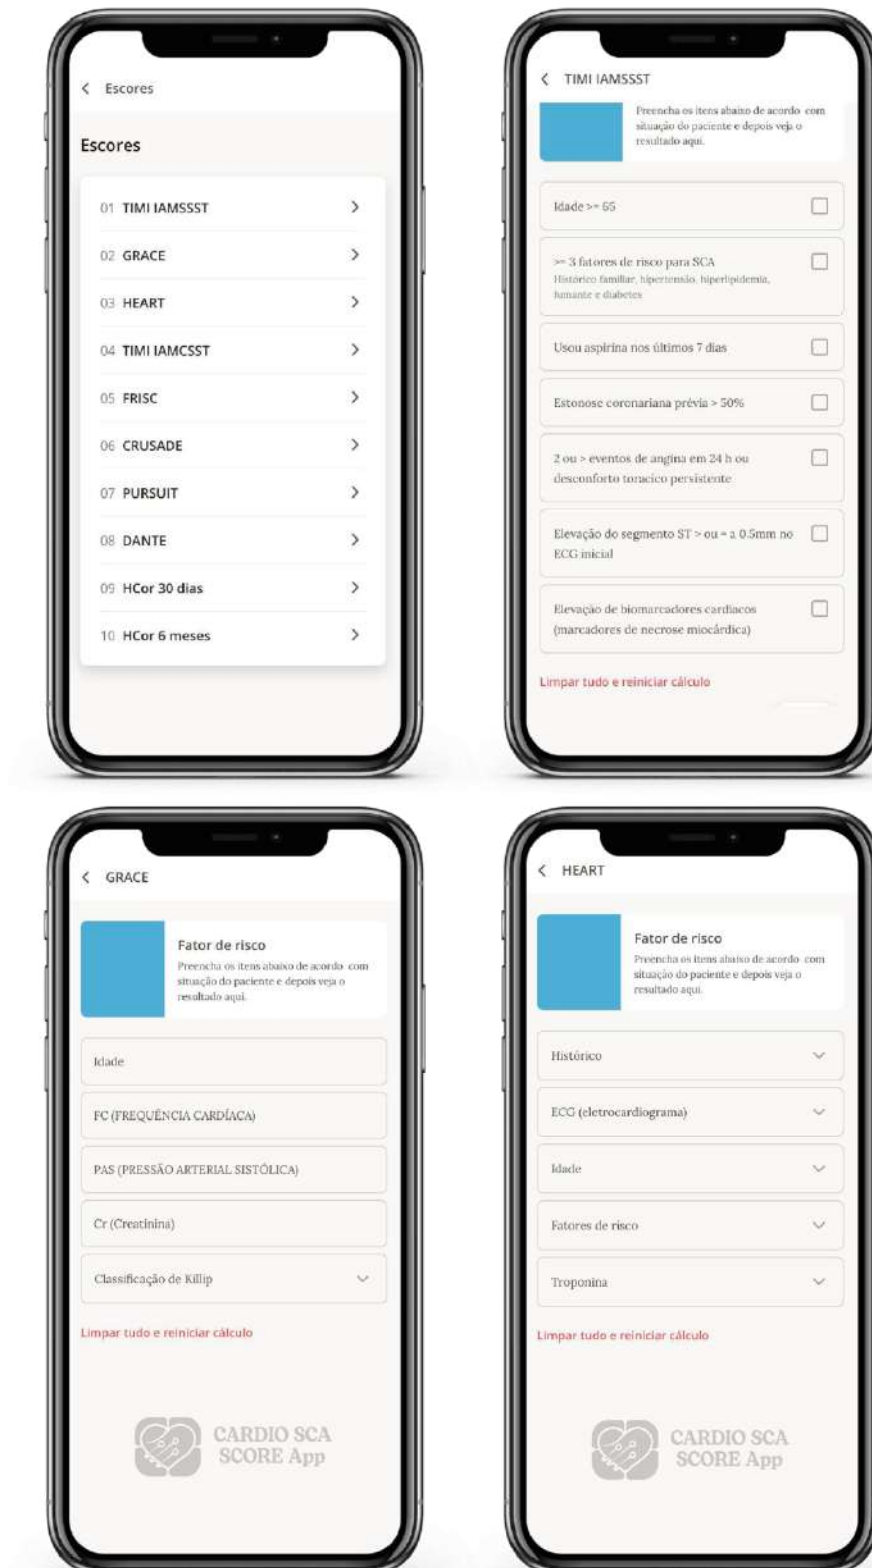 Escores
Escores
01 TIMI IAMSSST
02 GRACE
03 HEART
04 TIMI IAMCSST
05 FRISC
06 CRUSADE
07 PURSUIT
08 DANTE
09 HCor 30 dias
10 HCor 6 meses
TIMI IAMSSST
Preencha os itens abaixo de acordo com
situação do paciente e depois veja o
resultado aqui.
Idade >= 65
>= 3 fatores de risco para SCA
Histórico familiar, hipertensão, hiperlipidemia,
fumante e diabetes
Usou aspirina nos últimos 7 dias
Estonose coronariana prévia > 50%
2 ou > eventos de angina em 24 h ou
desconforto toracico persistente
Elevação do segmento ST > ou = a 0.5mm no
ECG inicial
Elevação de biomarcadores cardíacos
(marcadores de necrose miocárdica)
Limpar tudo e reiniciar cálculo
GRACE
Fator de risco
Preencha os itens abaixo de acordo com
situação do paciente e depois veja o
resultado aqui.
Idade
FC (FREQUÊNCIA CARDÍACA)
PAS (PRESSÃO ARTERIAL SISTÓLICA)
Cr (Creatinina)
Classificação de Killip
Limpar tudo e reiniciar cálculo
CARDIO SCA
SCORE App
HEART
Fator de risco
Preencha os itens abaixo de acordo com
situação do paciente e depois veja o
resultado aqui.
Histórico
ECG (eletrocardiograma)
Idade
Fatores de risco
Troponina
Limpar tudo e reiniciar cálculo
CARDIO SCA
SCORE App